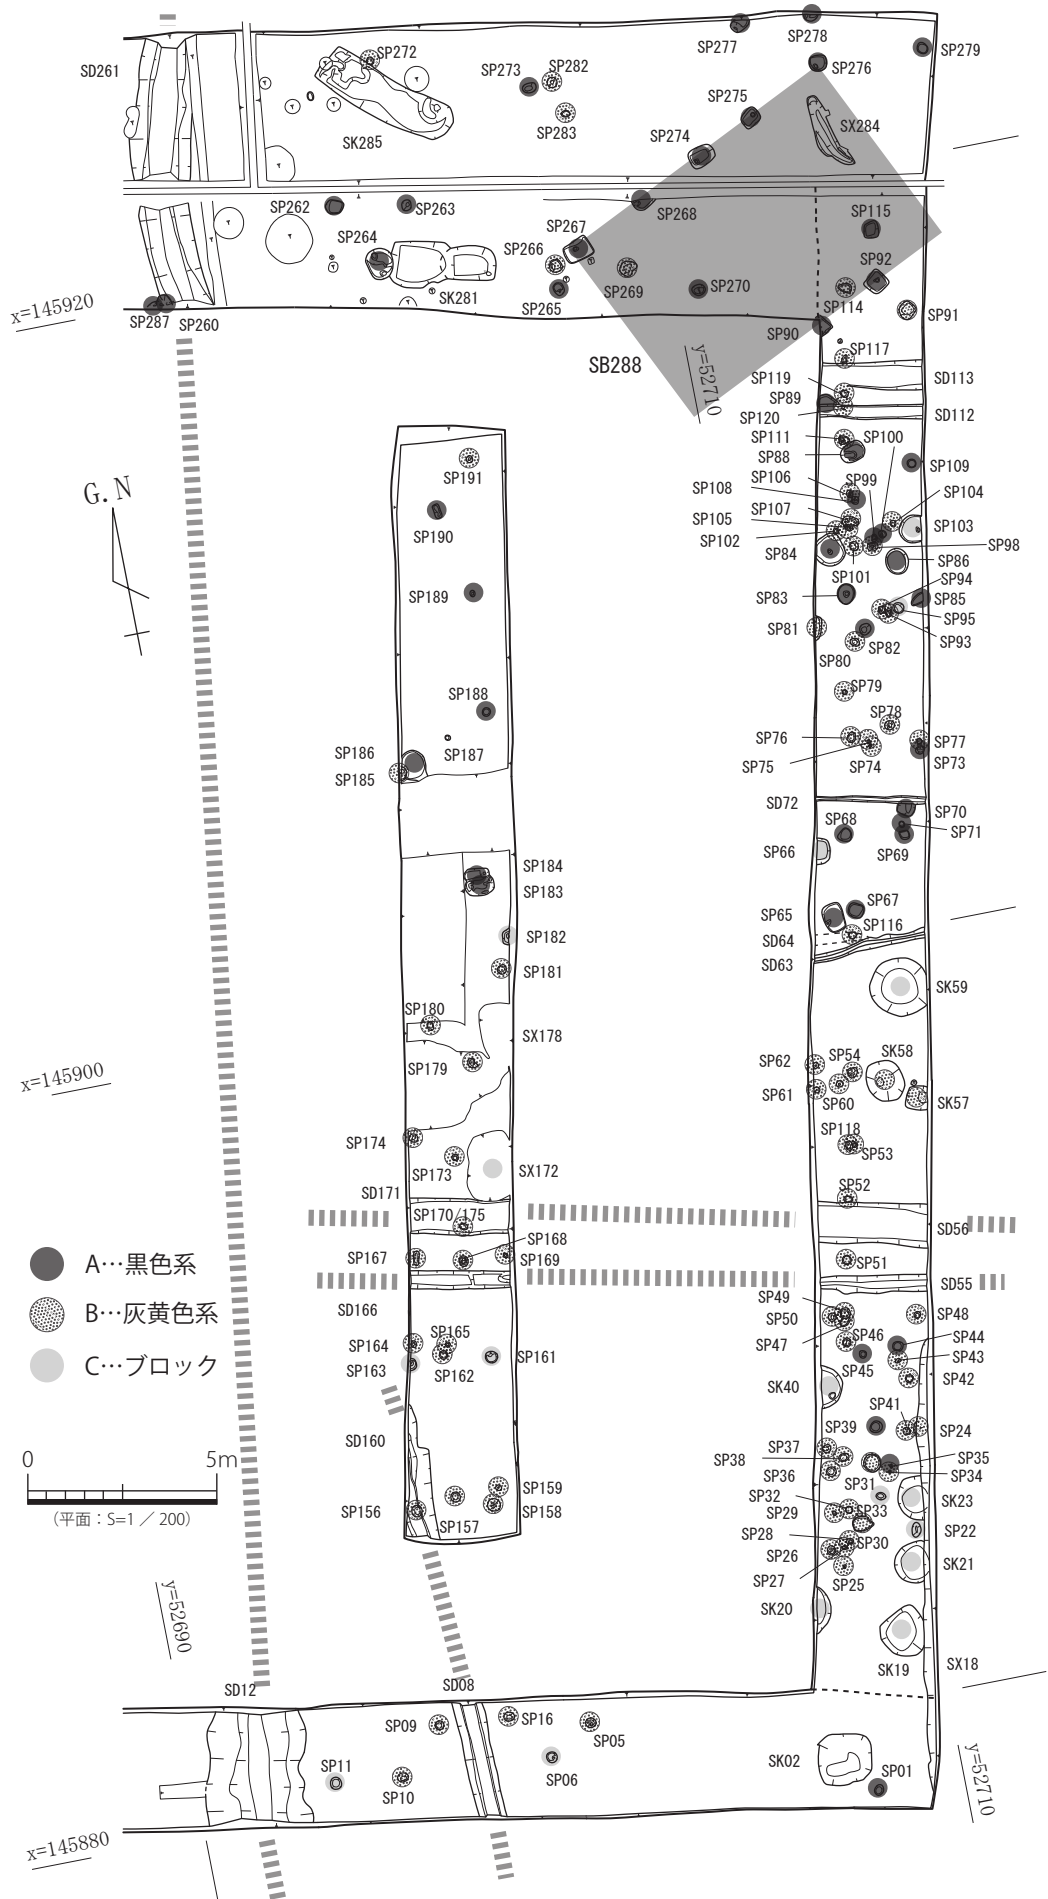 SP278
SP277
SP279
SP272
SD261
SP282
SP276
SP273
SP275
SX284
SP283
SP274
SK285
SP262
SP263
SP268
SP115
SP264
SP267
SP266
SP92
SP269
SP270
SK281
SP265
SP114
x=145920
SP287
SP260
SP91
SP90
SP117
SB288
y=52710
SP119
SD113
SP89
SP120
SD112
SP111
SP100
SP88
SP109
SP191
SP106
SP99
SP108
SP104
G.N
SP107
SP105
SP103
SP190
SP102
SP98
SP84
SP86
SP101
SP94
SP189
SP83
SP85
SP95
SP81
SP93
SP82
SP80
SP79
SP188
SP78
SP76
SP77
SP186
SP187
SP75
SP74
SP73
SP185
SD72
SP70
SP68
SP71
SP66
SP69
SP184
SP183
SP67
SP65
SP116
SP182
SD64
SD63
SP181
SK59
SP180
SX178
SP54
SK58
SP62
SP179
x=145900
SP61
SP60
SK57
SP118
SP174
SP53
SP173
SX172
SP52
SD171
SP170/175
SD56
SP168
SP167
SP169
SP51
A…黒色系
SD55
SP49
SD166
B…灰黄色系
SP50
SP48
SP165
SP46
SP44
SP164
SP47
SP43
C…ブロック
SP163
SP162
SP161
SP45
SP42
SK40
SP41
SP39
SP24
SD160
SP37
0 5m
SP38
SP35
SP36
SP34
SP31
SP159
SP32
SK23
(平面：S=1／200)
SP156
SP158
SP29
SP33
SP157
SP28
SP22
SP30
SP26
SK21
SP27
SP25
y=52690
SK20
SK19
SX18
SD12
SD08
SP09
SP16
SP05
y=52710
SK02
SP11
SP06
SP01
SP10
x=145880